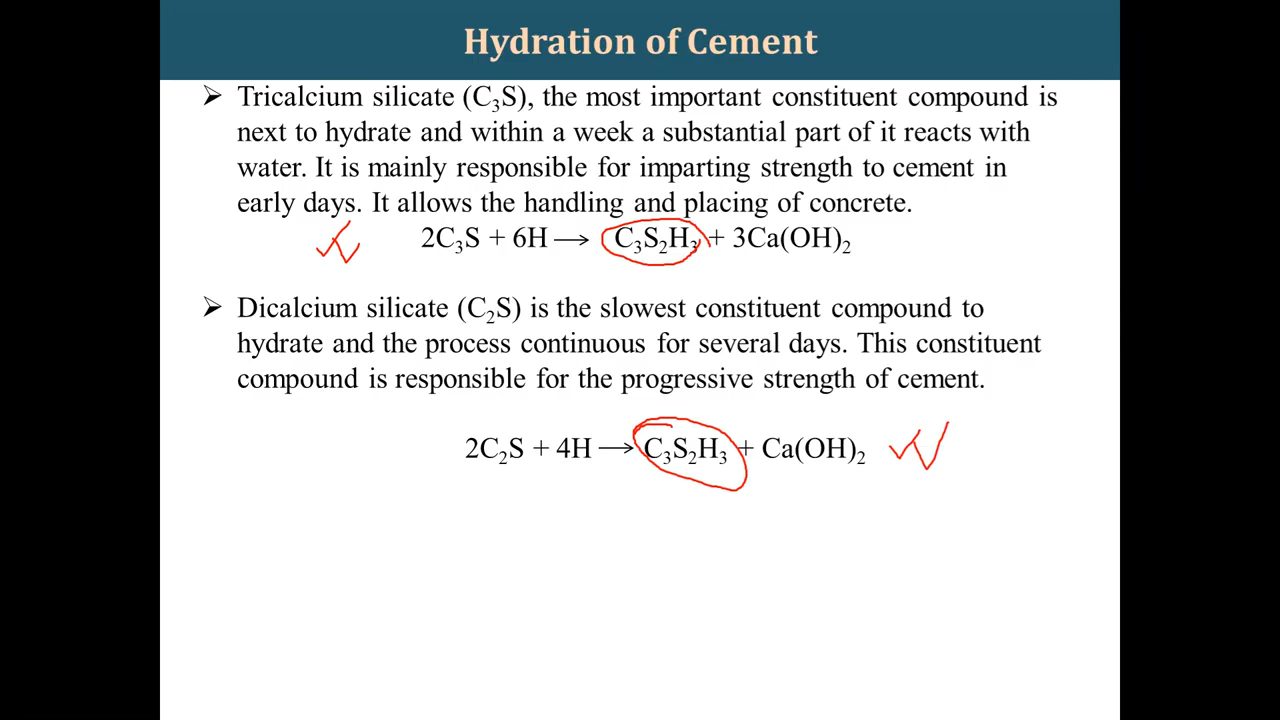 Hydration of Cement
➢ Tricalcium silicate (C₃S), the most important constituent compound is
next to hydrate and within a week a substantial part of it reacts with
water. It is mainly responsible for imparting strength to cement in
early days. It allows the handling and placing of concrete.
2C₃S + 6H → C₃S₂H₃ + 3Ca(OH)₂
➢ Dicalcium silicate (C₂S) is the slowest constituent compound to
hydrate and the process continuous for several days. This constituent
compound is responsible for the progressive strength of cement.
2C₂S + 4H → C₃S₂H₃ + Ca(OH)₂